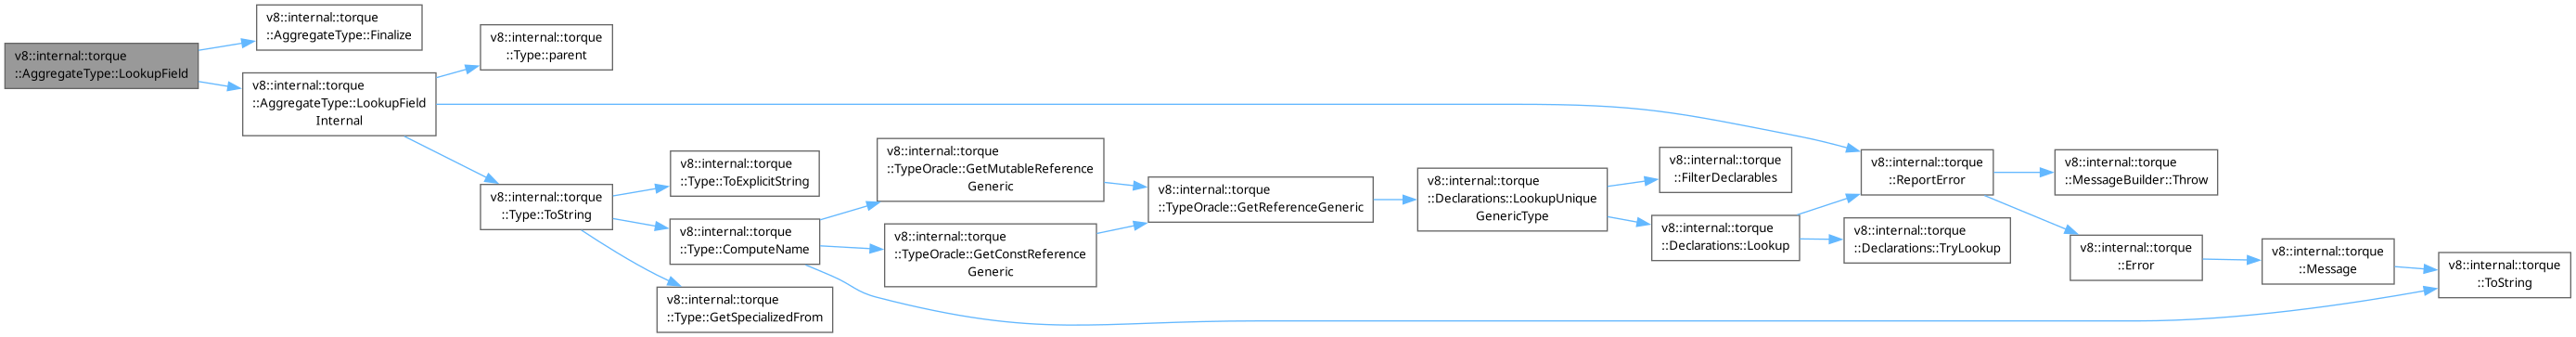 v8::internal::torque
::AggregateType::LookupField
v8::internal::torque
::AggregateType::Finalize
v8::internal::torque
::AggregateType::LookupField
Internal
v8::internal::torque
::Type::parent
v8::internal::torque
::Type::ToString
v8::internal::torque
::Type::ToExplicitString
v8::internal::torque
::Type::ComputeName
v8::internal::torque
::Type::GetSpecializedFrom
v8::internal::torque
::TypeOracle::GetMutableReference
Generic
v8::internal::torque
::TypeOracle::GetConstReference
Generic
v8::internal::torque
::TypeOracle::GetReferenceGeneric
v8::internal::torque
::Declarations::LookupUnique
GenericType
v8::internal::torque
::FilterDeclarables
v8::internal::torque
::Declarations::Lookup
v8::internal::torque
::ReportError
v8::internal::torque
::Declarations::TryLookup
v8::internal::torque
::MessageBuilder::Throw
v8::internal::torque
::Error
v8::internal::torque
::Message
v8::internal::torque
::ToString